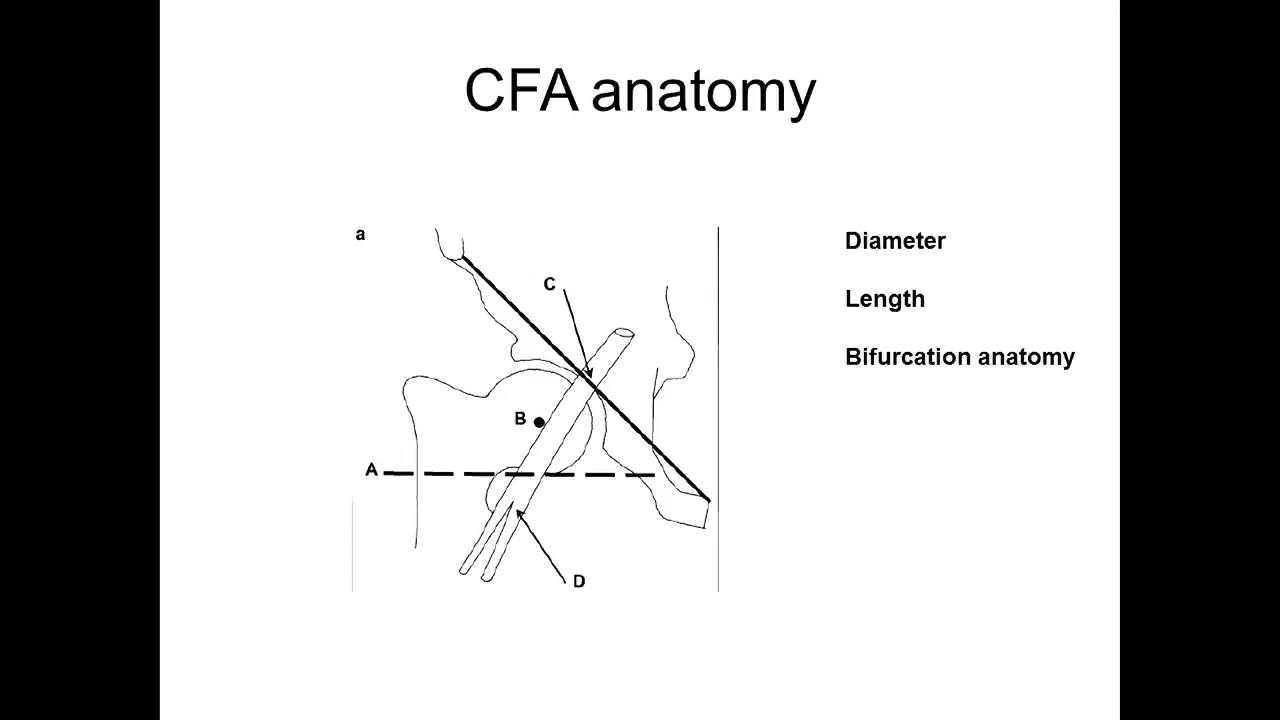 CFA anatomy
a
C
B
A
D
Diameter
Length
Bifurcation anatomy